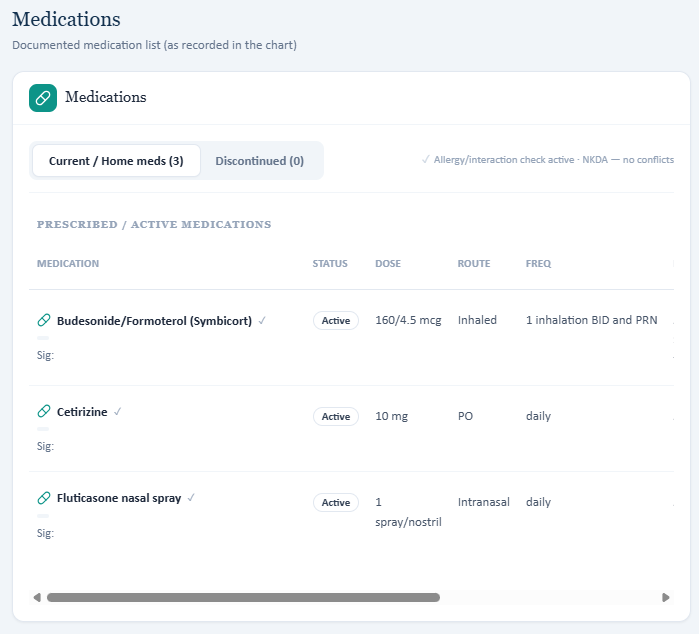 Medications
Documented medication list (as recorded in the chart)
Medications
Current / Home meds (3) Discontinued (0) ✓ Allergy/interaction check active · NKDA — no conflicts
PRESCRIBED / ACTIVE MEDICATIONS
MEDICATION STATUS DOSE ROUTE FREQ
Budesonide/Formoterol (Symbicort) ✓ Active 160/4.5 mcg Inhaled 1 inhalation BID and PRN
Sig:
Cetirizine ✓ Active 10 mg PO daily
Sig:
Fluticasone nasal spray ✓ Active 1 Intranasal daily
spray/nostril
Sig: